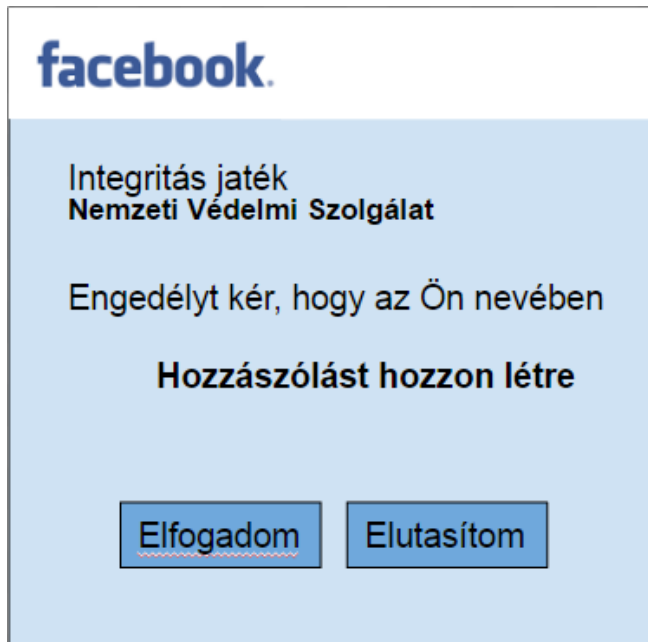 facebook.
Integritás jaték
Nemzeti Védelmi Szolgálat
Engedélyt kér, hogy az Ön nevében
Hozzászólást hozzon létre
Elfogadom Elutasítom